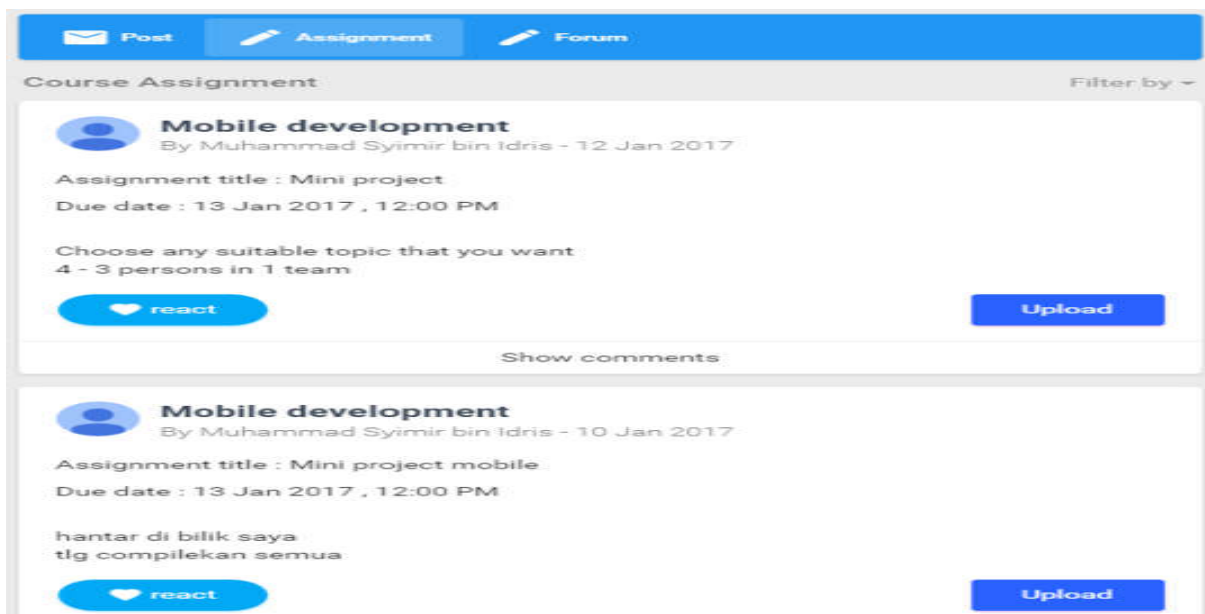 Post Assignment Forum
Course Assignment Filter by
Mobile development
By Muhammad Syimir bin Idris - 12 Jan 2017
Assignment title : Mini project
Due date : 13 Jan 2017 , 12:00 PM
Choose any suitable topic that you want
4 - 3 persons in 1 team
react Upload
Show comments
Mobile development
By Muhammad Syimir bin Idris - 10 Jan 2017
Assignment title : Mini project mobile
Due date : 13 Jan 2017 , 12:00 PM
hantar di bilik saya
tlg compilekan semua
react Upload